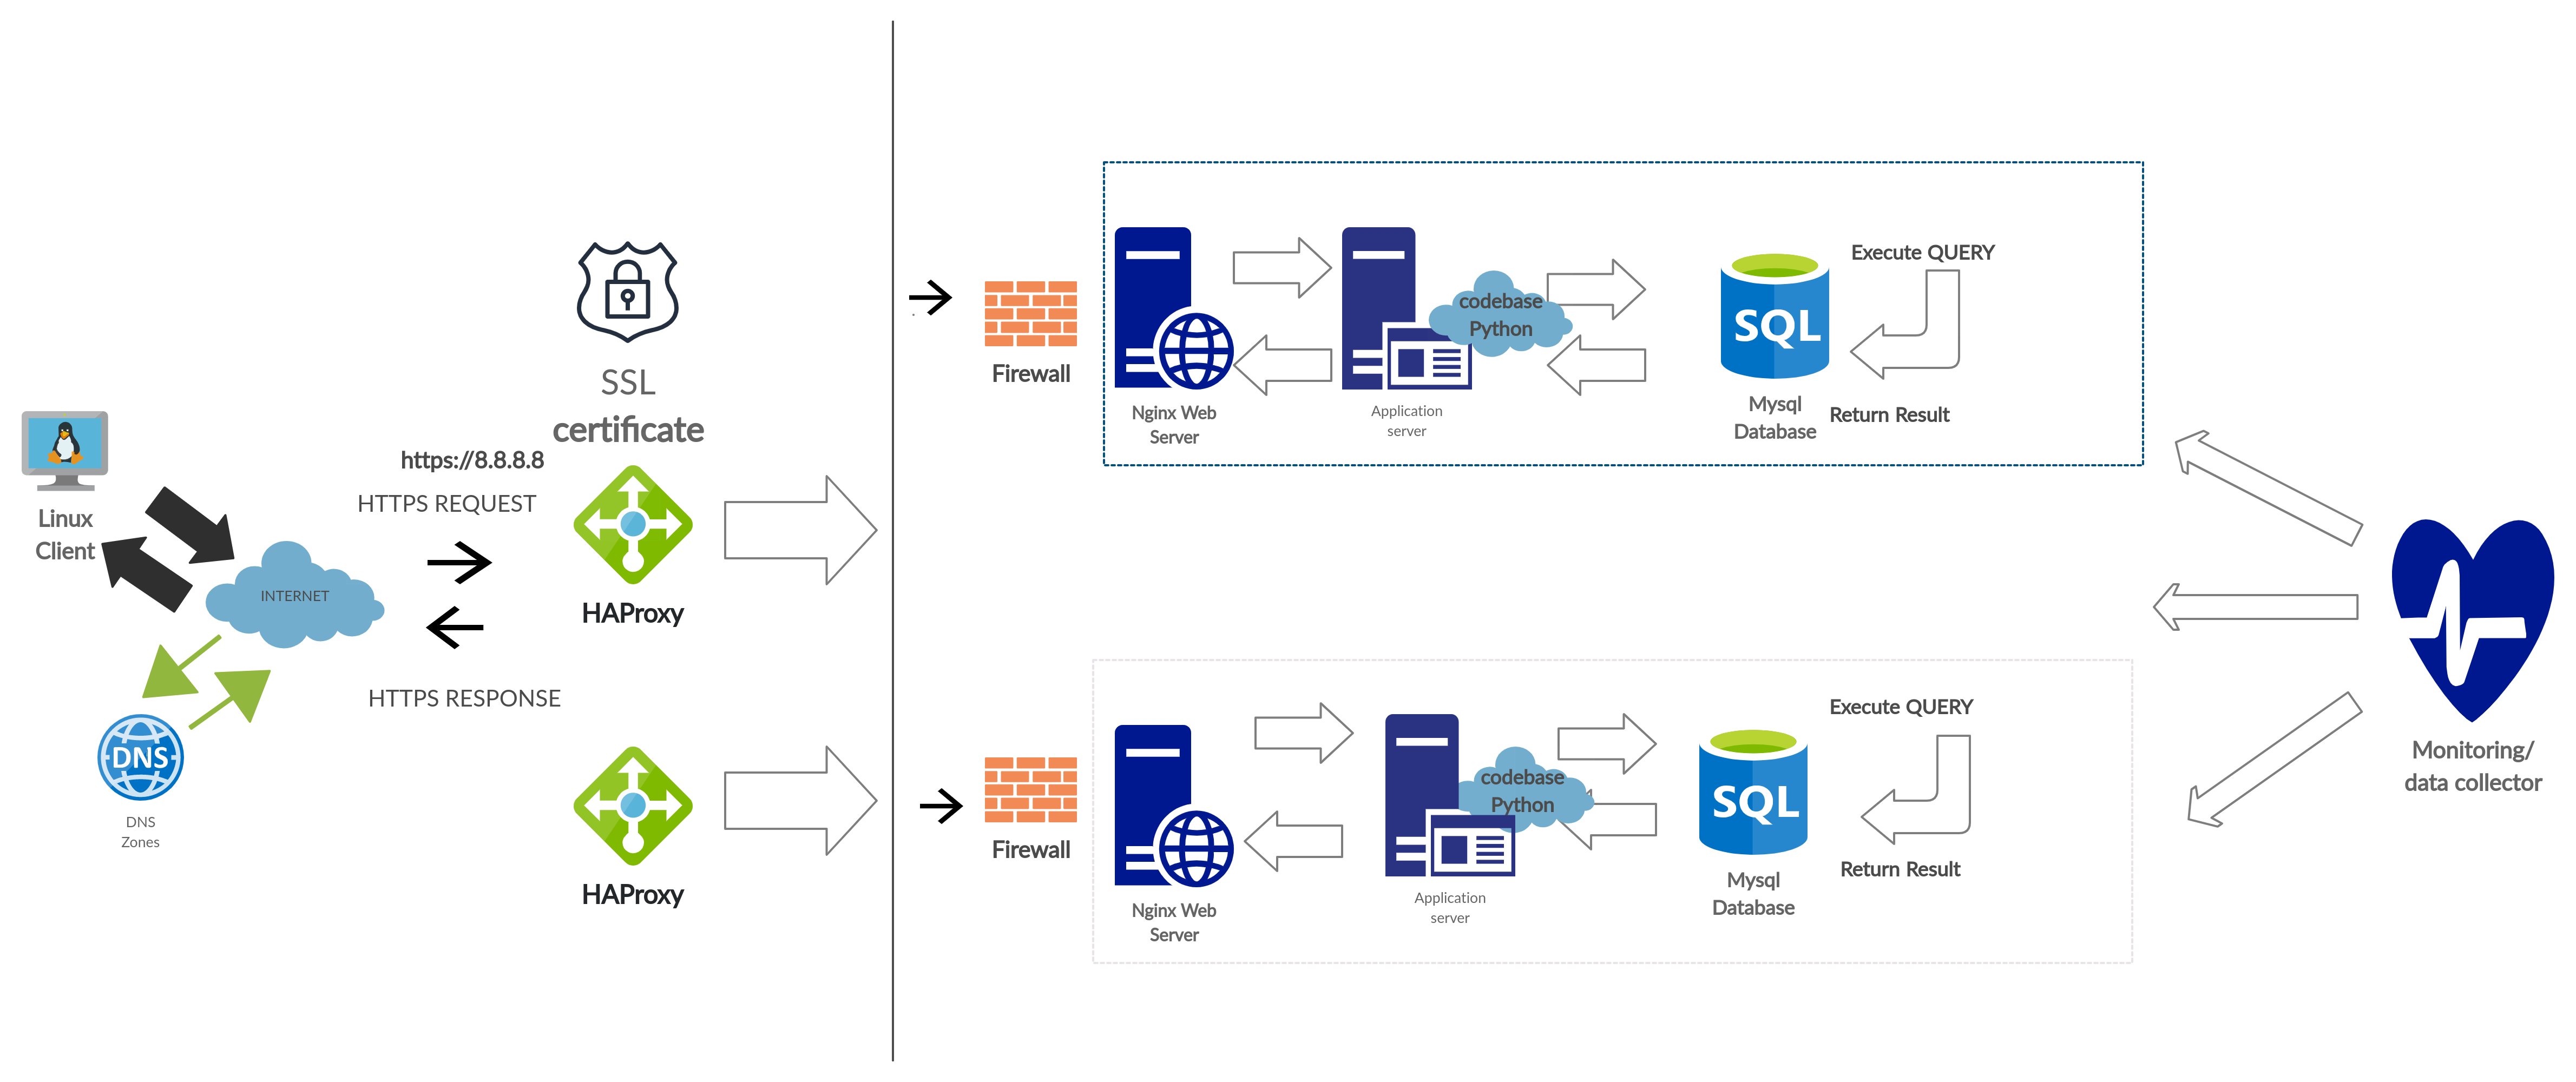 Linux
Client
INTERNET
DNS
DNS
Zones
https://8.8.8.8
HTTPS REQUEST
HTTPS RESPONSE
SSL
certificate
HAProxy
HAProxy
Firewall
Nginx Web
Server
Application
server
codebase
Python
SQL
Mysql
Database
Execute QUERY
Return Result
Firewall
Nginx Web
Server
Application
server
codebase
Python
SQL
Mysql
Database
Execute QUERY
Return Result
Monitoring/
data collector